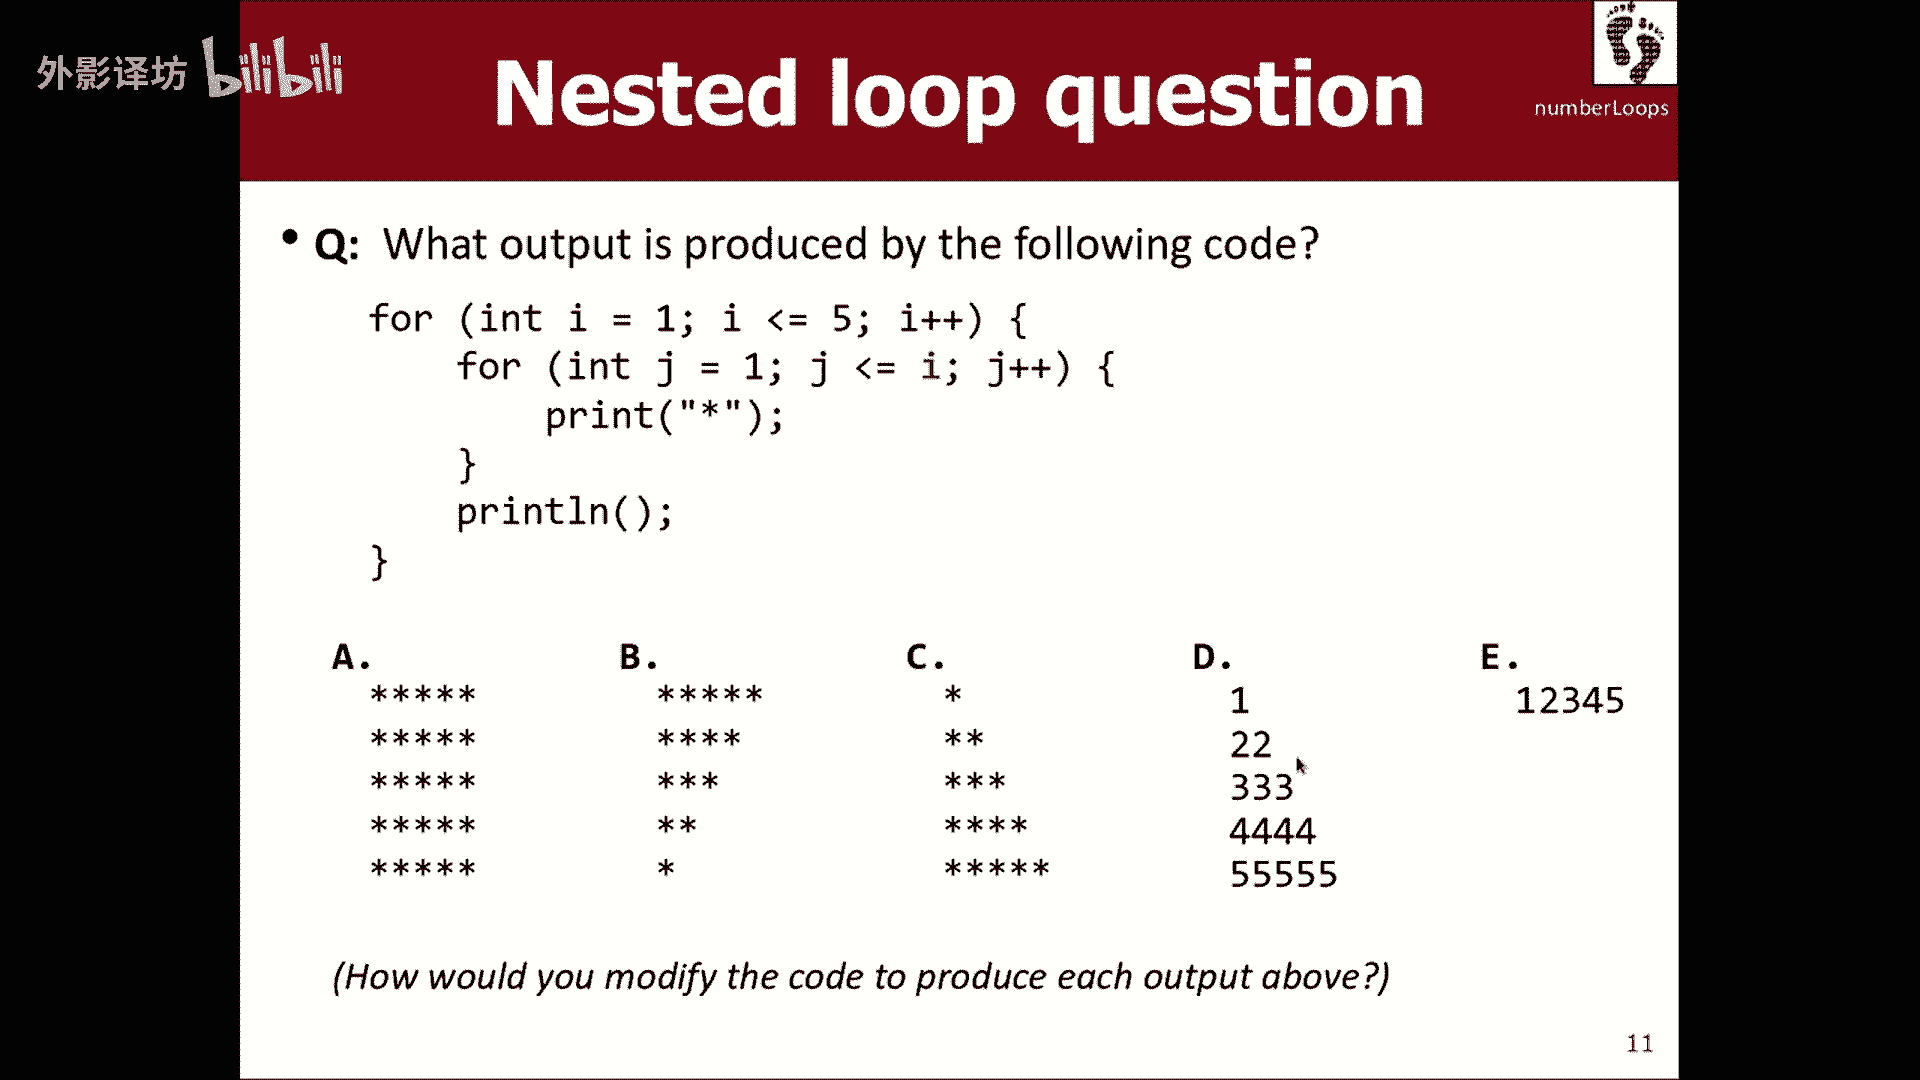 外影译坊 bilibili
Nested loop question
numberLoops
• Q: What output is produced by the following code?
for (int i = 1; i <= 5; i++) {
    for (int j = 1; j <= i; j++) {
        print("*");
    }
    println();
}
A. B. C. D. E.
***** ***** * 1 12345
***** **** ** 22
***** *** *** 333
***** ** **** 4444
***** * ***** 55555
(How would you modify the code to produce each output above?)
11